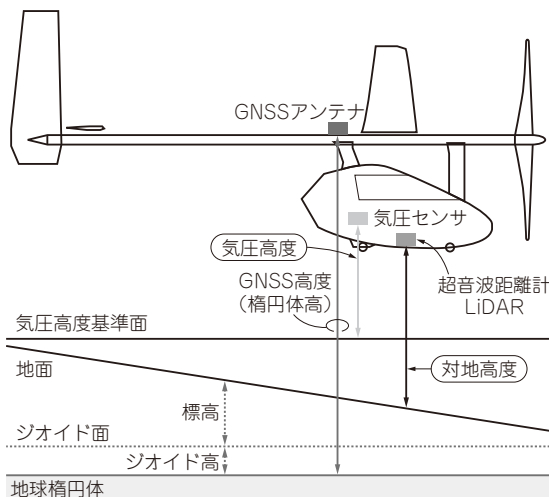 GNSSアンテナ
気圧センサ
気圧高度
超音波距離計
LiDAR
GNSS高度
(楕円体高)
気圧高度基準面
地面
対地高度
標高
ジオイド面
ジオイド高
地球楕円体